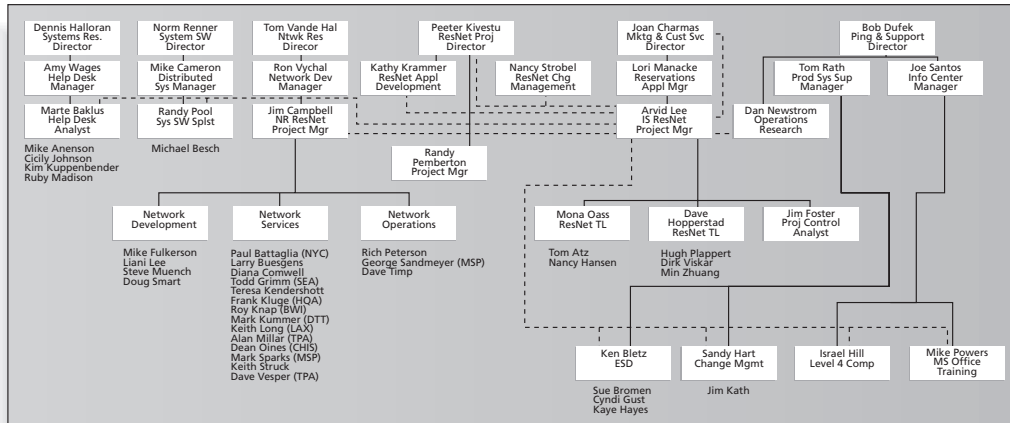 Dennis Halloran
Systems Res.
Director
Norm Renner
System SW
Director
Tom Vande Hal
Ntwk Res
Direcor
Peeter Kivestu
ResNet Proj
Director
Joan Charmas
Mktg & Cust Svc
Director
Bob Dufek
Ping & Support
Director
Amy Wages
Help Desk
Manager
Mike Cameron
Distributed
Sys Manager
Ron Vychal
Network Dev
Manager
Kathy Krammer
ResNet Appl
Development
Nancy Strobel
ResNet Chg
Management
Lori Manacke
Reservations
Appl Mgr
Tom Rath
Prod Sys Sup
Manager
Joe Santos
Info Center
Manager
Marte Baklus
Help Desk
Analyst
Randy Pool
Sys SW Splst
Jim Campbell
NR ResNet
Project Mgr
Arvid Lee
IS ResNet
Project Mgr
Dan Newstrom
Operations
Research
Mike Anenson
Cicily Johnson
Kim Kuppenbender
Ruby Madison
Michael Besch
Randy
Pemberton
Project Mgr
Network
Development
Network
Services
Network
Operations
Mona Oass
ResNet TL
Dave
Hopperstad
ResNet TL
Jim Foster
Proj Control
Analyst
Mike Fulkerson
Liani Lee
Steve Muench
Doug Smart
Paul Battaglia (NYC)
Larry Buesgens
Diana Comwell
Todd Grimm (SEA)
Teresa Kendershott
Frank Kluge (HQA)
Roy Knap (BWI)
Mark Kummer (DTT)
Keith Long (LAX)
Alan Millar (TPA)
Dean Oines (CHIS)
Mark Sparks (MSP)
Keith Struck
Dave Vesper (TPA)
Rich Peterson
George Sandmeyer (MSP)
Dave Timp
Tom Atz
Nancy Hansen
Hugh Plappert
Dirk Viskar
Min Zhuang
Ken Bletz
ESD
Sandy Hart
Change Mgmt
Israel Hill
Level 4 Comp
Mike Powers
MS Office
Training
Sue Bromen
Cyndi Gust
Kaye Hayes
Jim Kath